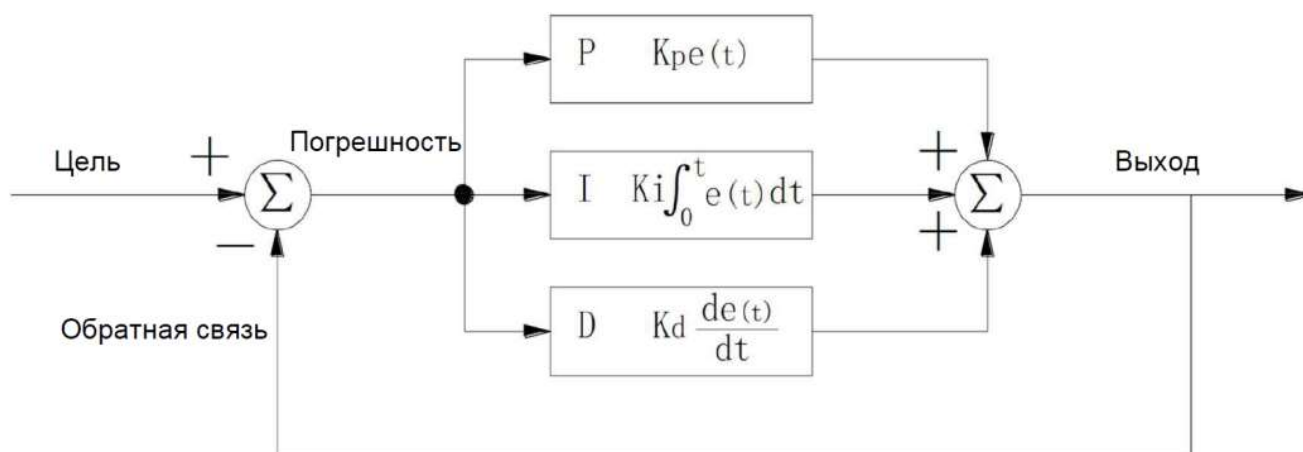 P Kpe(t)
Цель
+
Σ
−
Погрешность
I Ki∫₀ᵗe(t)dt
+
+
Σ
Выход
Обратная связь
D Kd de(t)/dt